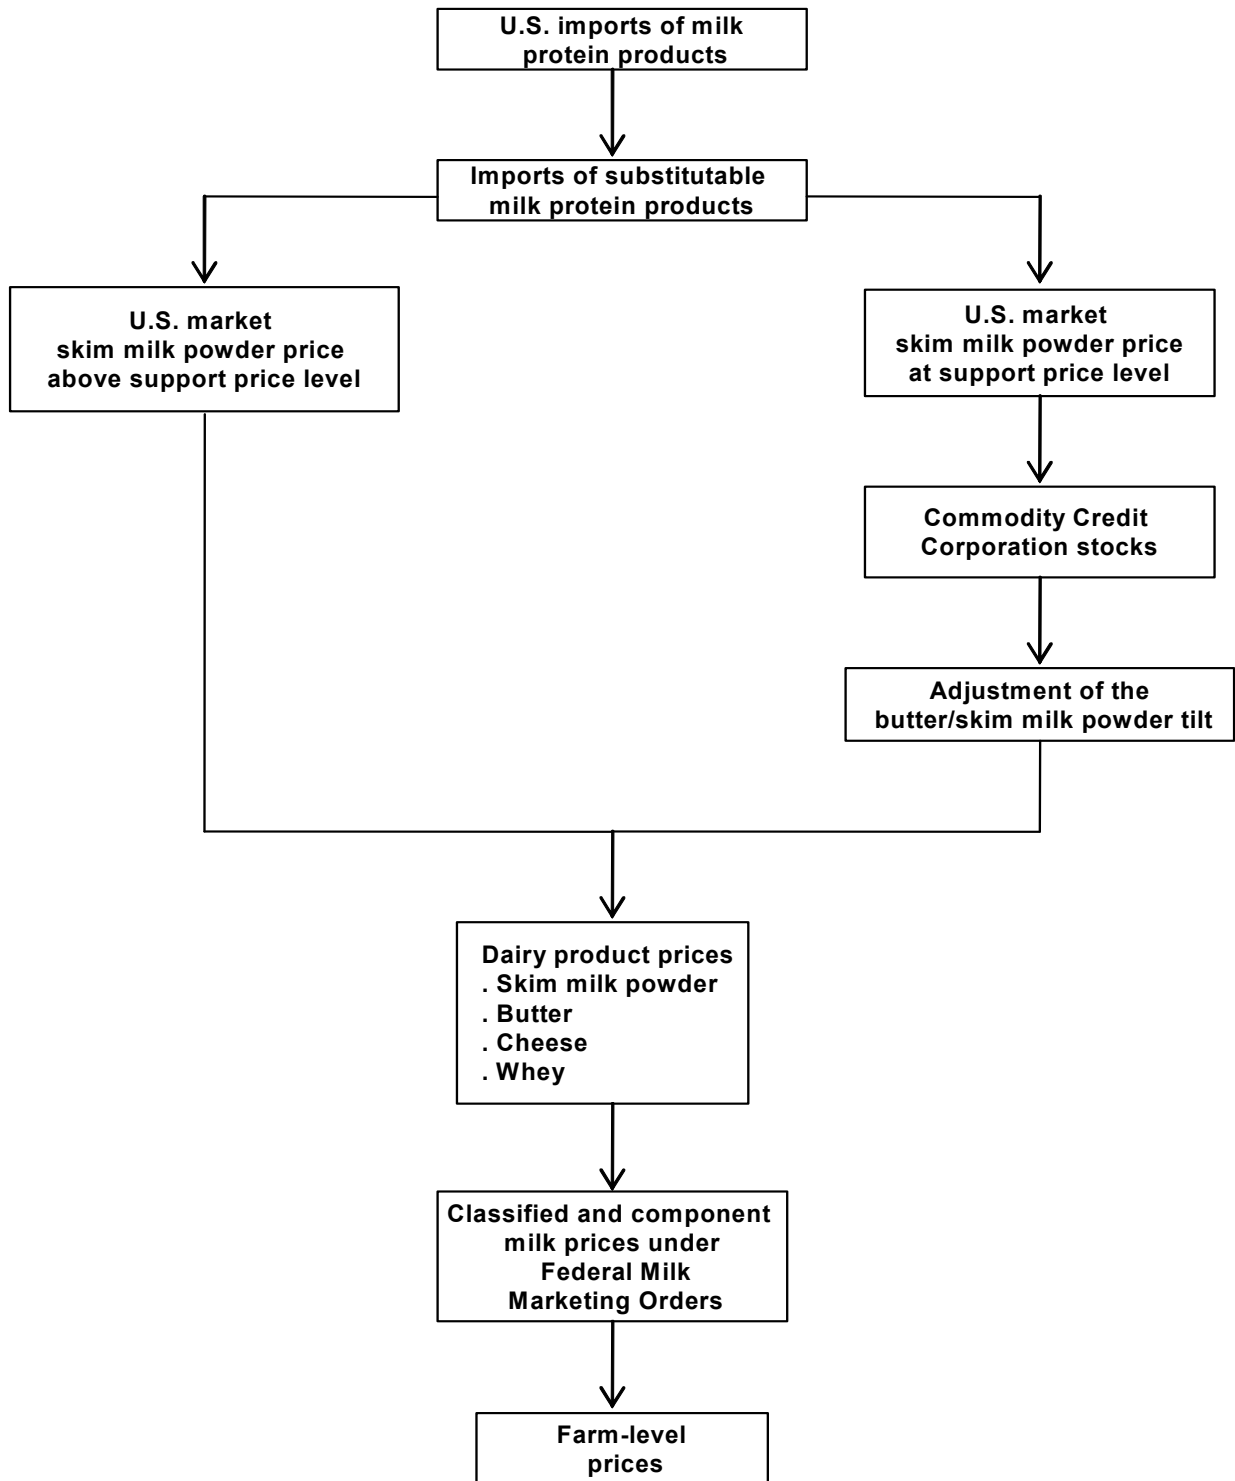 U.S. imports of milk
protein products
Imports of substitutable
milk protein products
U.S. market
skim milk powder price
above support price level
U.S. market
skim milk powder price
at support price level
Commodity Credit
Corporation stocks
Adjustment of the
butter/skim milk powder tilt
Dairy product prices
. Skim milk powder
. Butter
. Cheese
. Whey
Classified and component
milk prices under
Federal Milk
Marketing Orders
Farm-level
prices